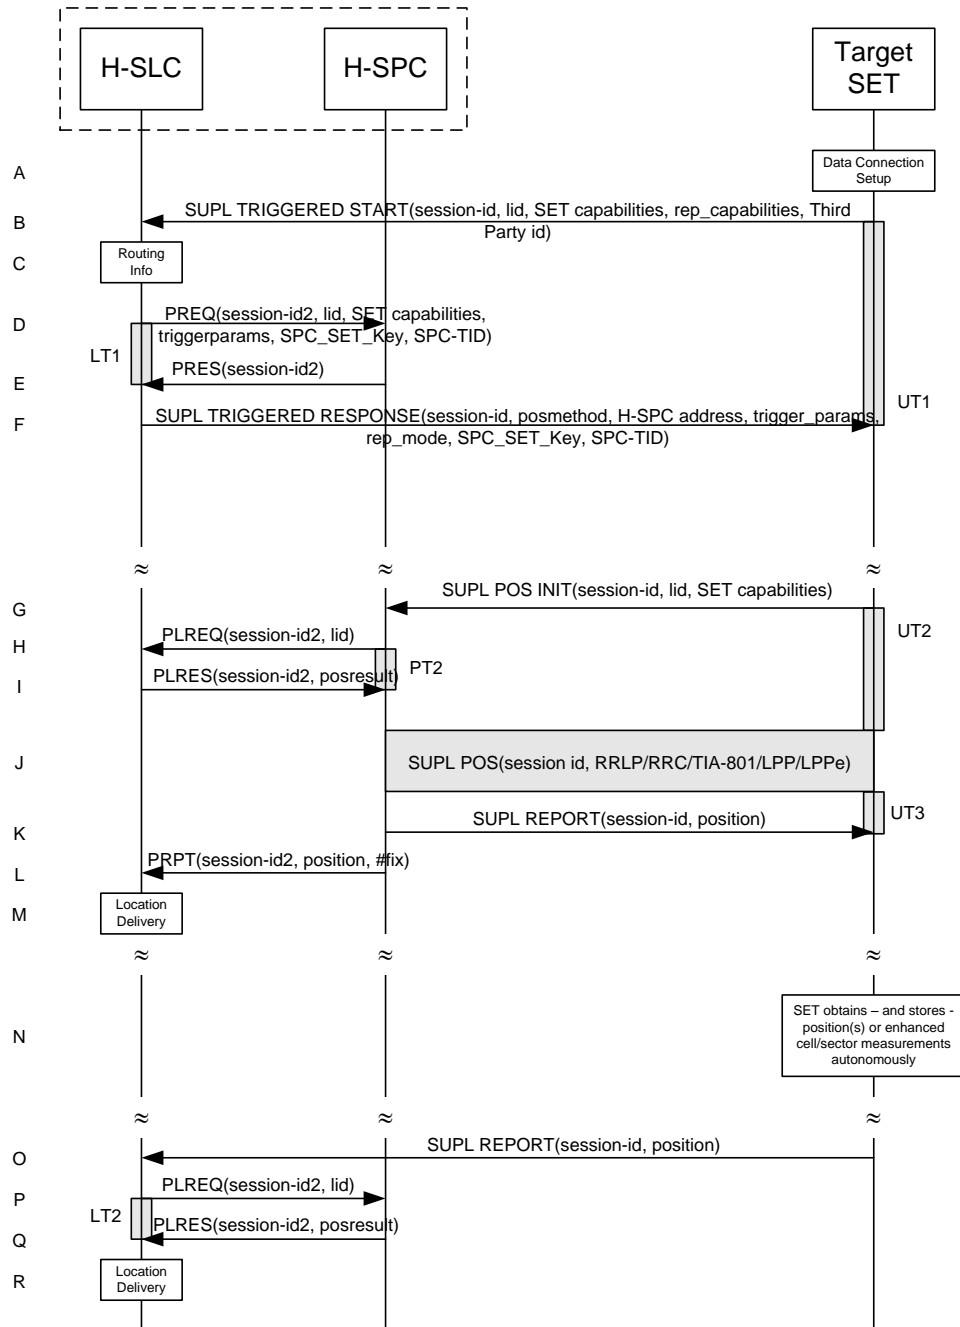 H-SLC
H-SPC
Target
SET
A
Data Connection
Setup
B
SUPL TRIGGERED START(session-id, lid, SET capabilities, rep_capabilities, Third
Party id)
C
Routing
Info
D
PREQ(session-id2, lid, SET capabilities,
triggerparams, SPC_SET_Key, SPC-TID)
LT1
E
PRES(session-id2)
UT1
F
SUPL TRIGGERED RESPONSE(session-id, posmethod, H-SPC address, trigger_params,
rep_mode, SPC_SET_Key, SPC-TID)
≈ ≈ ≈
G
SUPL POS INIT(session-id, lid, SET capabilities)
H
PLREQ(session-id2, lid)
UT2
PT2
I
PLRES(session-id2, posresult)
J
SUPL POS(session id, RRLP/RRC/TIA-801/LPP/LPPe)
UT3
K
SUPL REPORT(session-id, position)
L
PRPT(session-id2, position, #fix)
M
Location
Delivery
≈ ≈ ≈
N
SET obtains – and stores -
position(s) or enhanced
cell/sector measurements
autonomously
≈ ≈ ≈
O
SUPL REPORT(session-id, position)
P
PLREQ(session-id2, lid)
LT2
Q
PLRES(session-id2, posresult)
R
Location
Delivery